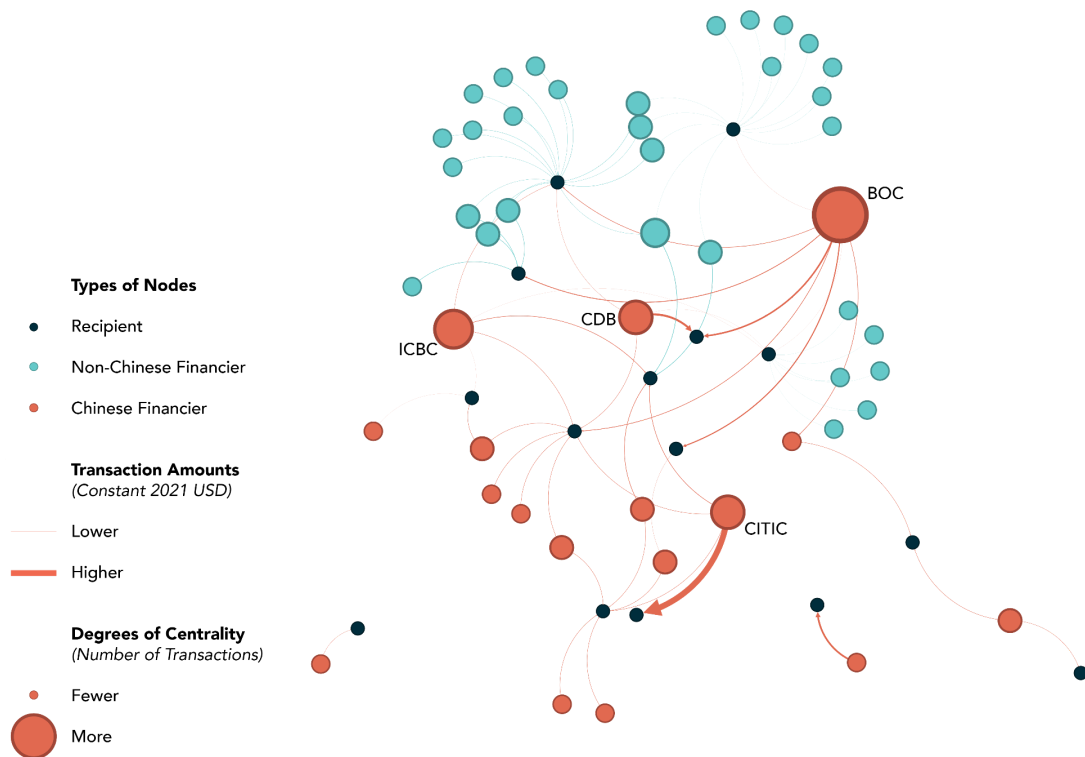 BOC
CDB
ICBC
CITIC
Types of Nodes
Recipient
Non-Chinese Financier
Chinese Financier
Transaction Amounts
(Constant 2021 USD)
Lower
Higher
Degrees of Centrality
(Number of Transactions)
Fewer
More